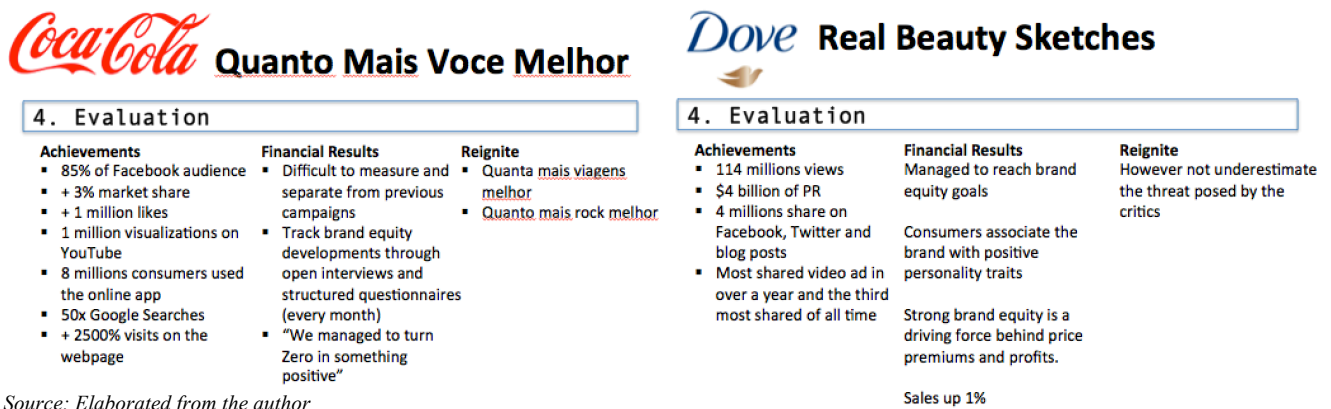 Coca-Cola
Quanto Mais Voce Melhor
4. Evaluation
Achievements
▪ 85% of Facebook audience
▪ + 3% market share
▪ + 1 million likes
▪ 1 million visualizations on
YouTube
▪ 8 millions consumers used
the online app
▪ 50x Google Searches
▪ + 2500% visits on the
webpage
Financial Results
▪ Difficult to measure and
separate from previous
campaigns
▪ Track brand equity
developments through
open interviews and
structured questionnaires
(every month)
▪ “We managed to turn
Zero in something
positive”
Reignite
▪ Quanta mais viagens
melhor
▪ Quanto mais rock melhor
Dove
Real Beauty Sketches
4. Evaluation
Achievements
▪ 114 millions views
▪ $4 billion of PR
▪ 4 millions share on
Facebook, Twitter and
blog posts
▪ Most shared video ad in
over a year and the third
most shared of all time
Financial Results
Managed to reach brand
equity goals
Consumers associate the
brand with positive
personality traits
Strong brand equity is a
driving force behind price
premiums and profits.
Sales up 1%
Reignite
However not underestimate
the threat posed by the
critics
Source: Elaborated from the author